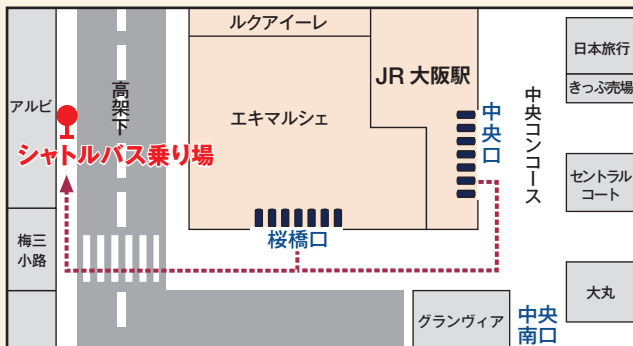 ルクアイーレ
JR 大阪駅
エキマルシェ
高架下
アルビ
シャトルバス乗り場
梅三
小路
桜橋口
中央口
中央コンコース
日本旅行
きっぷ売場
セントラル
コート
大丸
グランヴィア
中央
南口